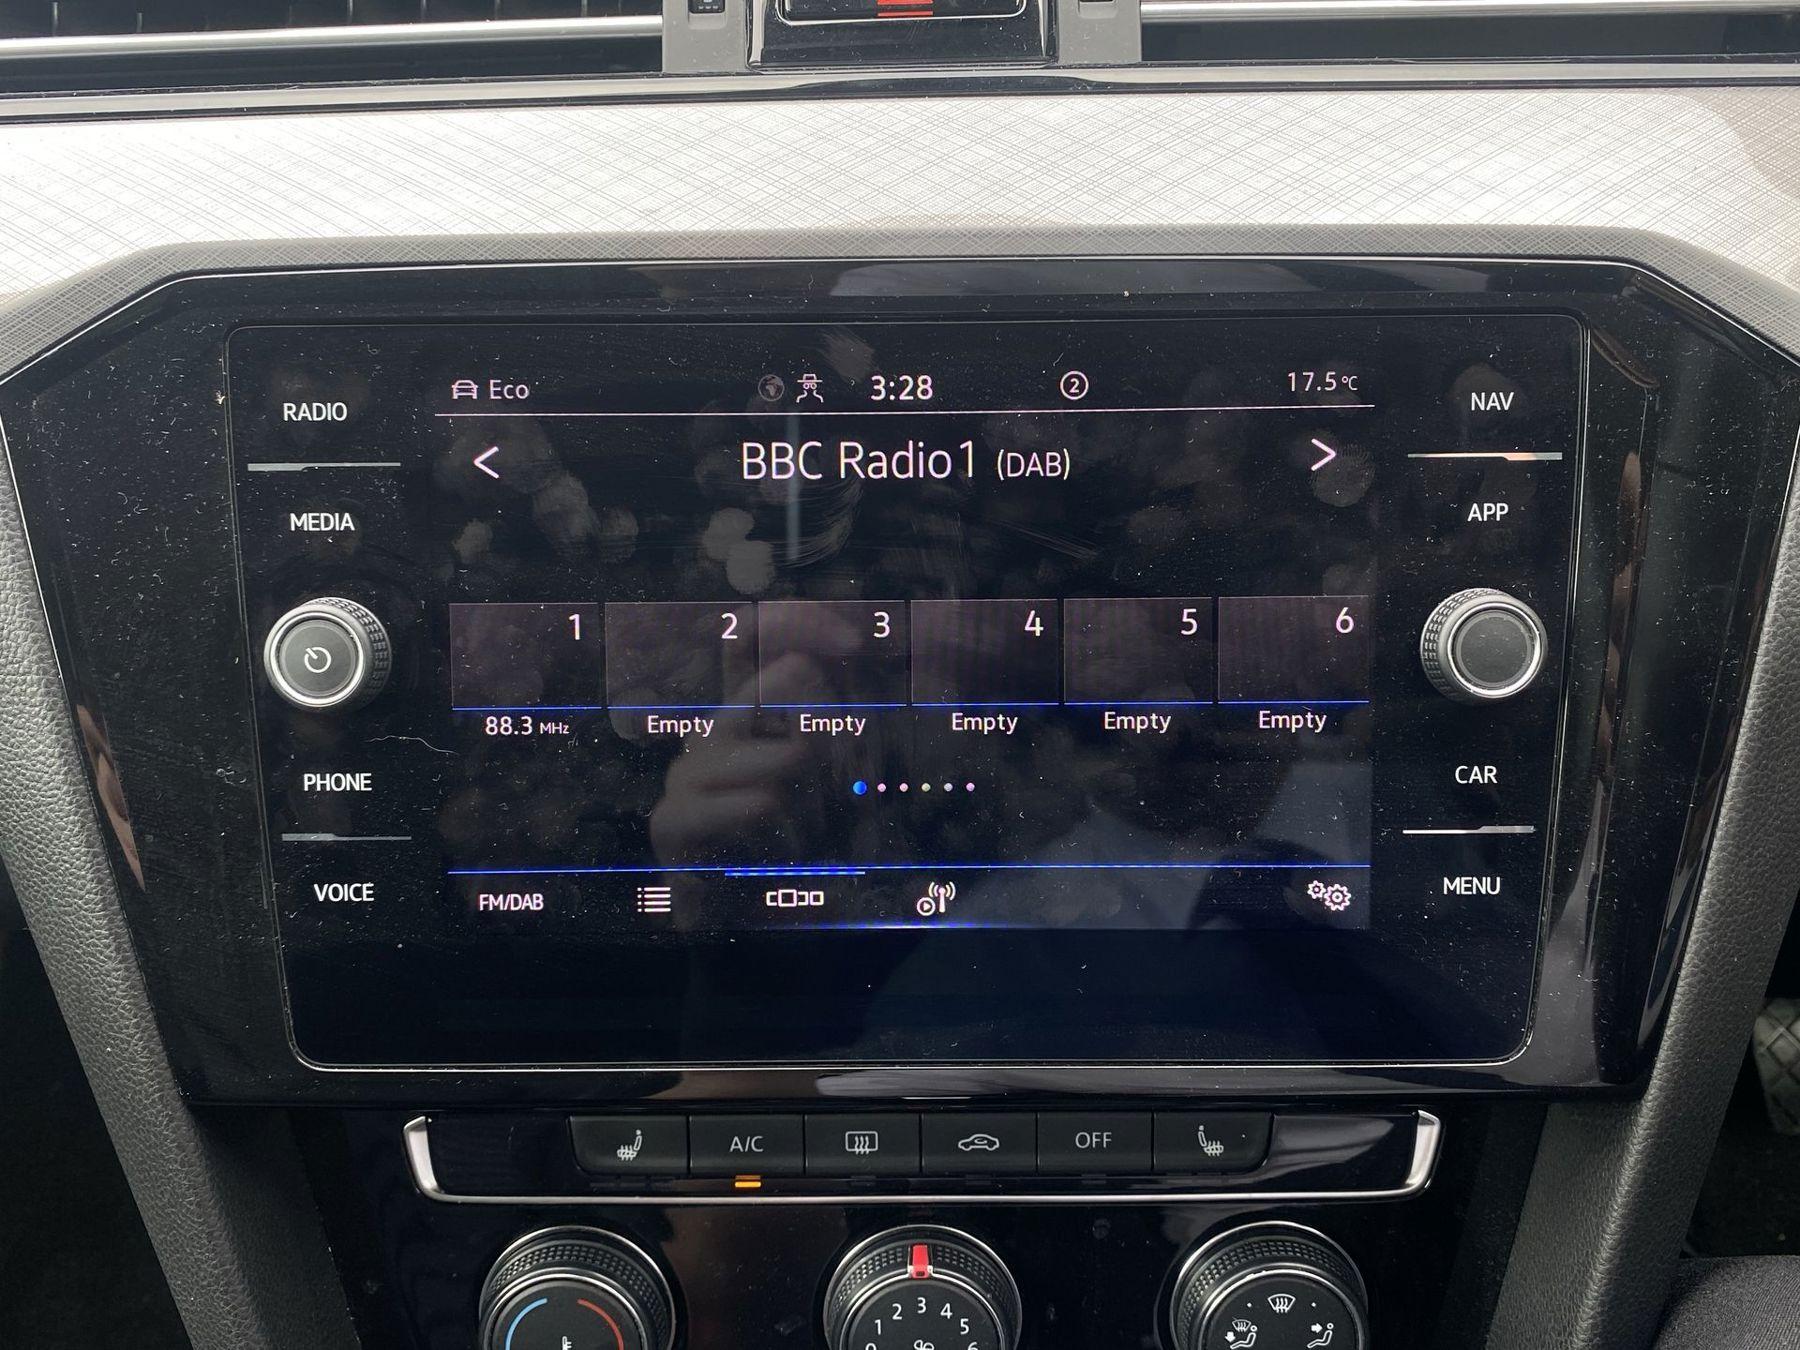 RADIO
MEDIA
PHONE
VOICE
Eco
3:28
2
17.5°C
BBC Radio1 (DAB)
1
2
3
4
5
6
88.3 MHz
Empty
Empty
Empty
Empty
Empty
FM/DAB
NAV
APP
CAR
MENU
A/C
OFF
2 3 4
1 5